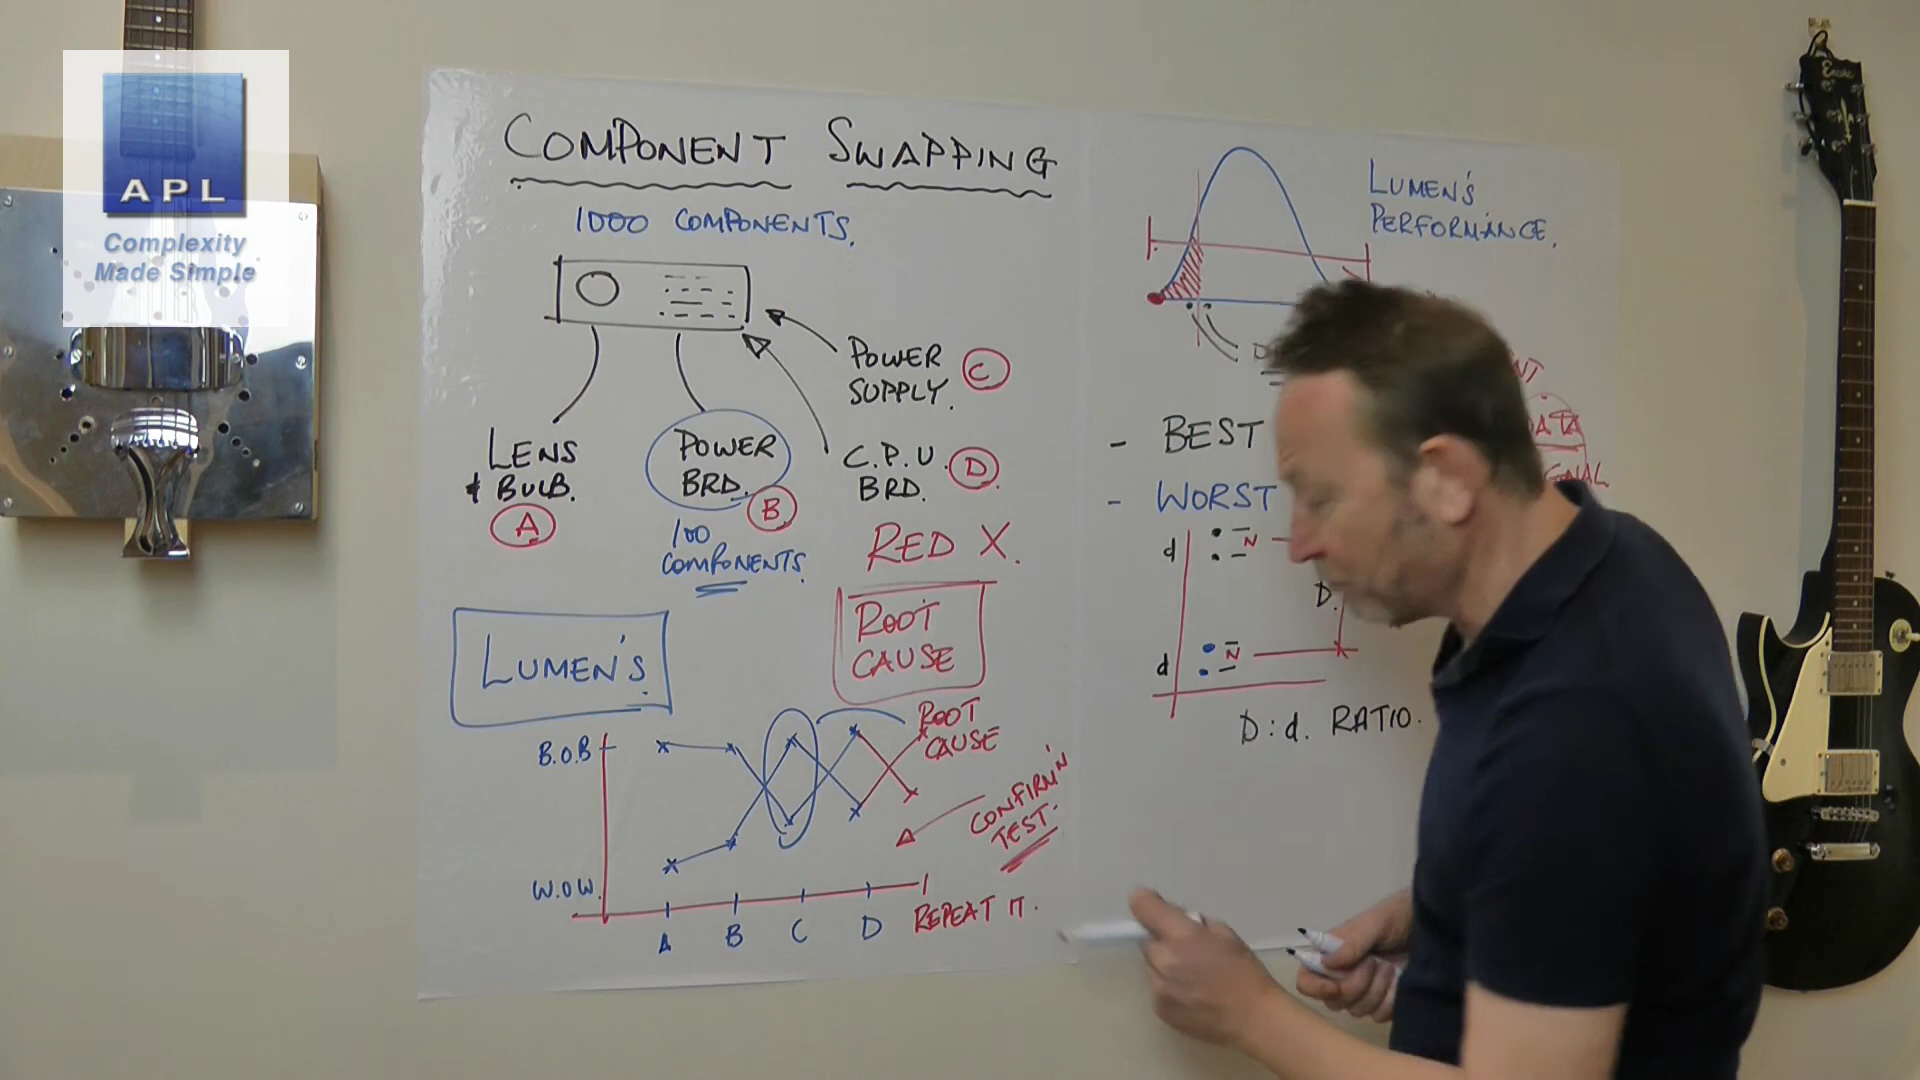 APL
Complexity
Made Simple
COMPONENT SWAPPING
1000 COMPONENTS.
POWER
SUPPLY.
C
LENS
& BULB.
A
POWER
BRD.
B
100
COMPONENTS.
C.P.U.
BRD.
D
RED X.
ROOT
CAUSE
LUMEN'S
B.O.B
W.O.W.
ROOT
CAUSE
CONFIRM'N
TEST.
A B C D
REPEAT IT.
LUMEN'S
PERFORMANCE.
- BEST
- WORST
d
N
D.
d
N
D:d. RATIO.